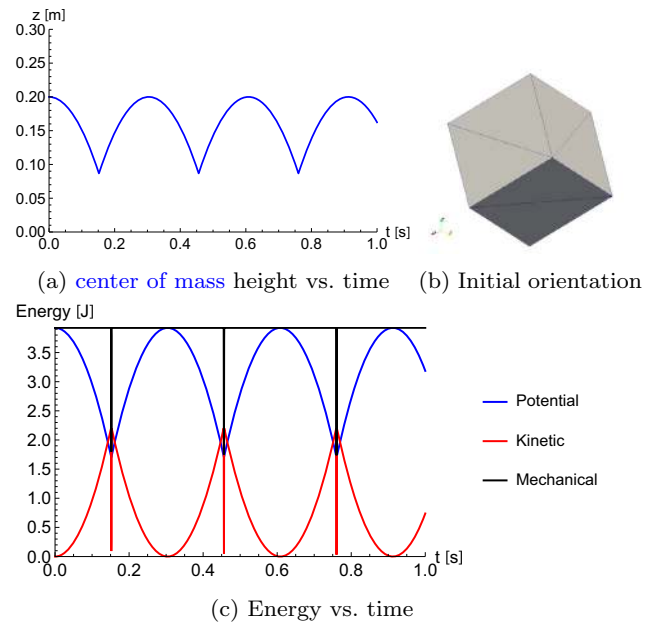 z [m]
0.30
0.25
0.20
0.15
0.10
0.05
0.00
0.0 0.2 0.4 0.6 0.8 1.0
t [s]
(a) center of mass height vs. time
(b) Initial orientation
Energy [J]
3.5
3.0
2.5
2.0
1.5
1.0
0.5
0.0
0.0 0.2 0.4 0.6 0.8 1.0
t [s]
Potential
Kinetic
Mechanical
(c) Energy vs. time